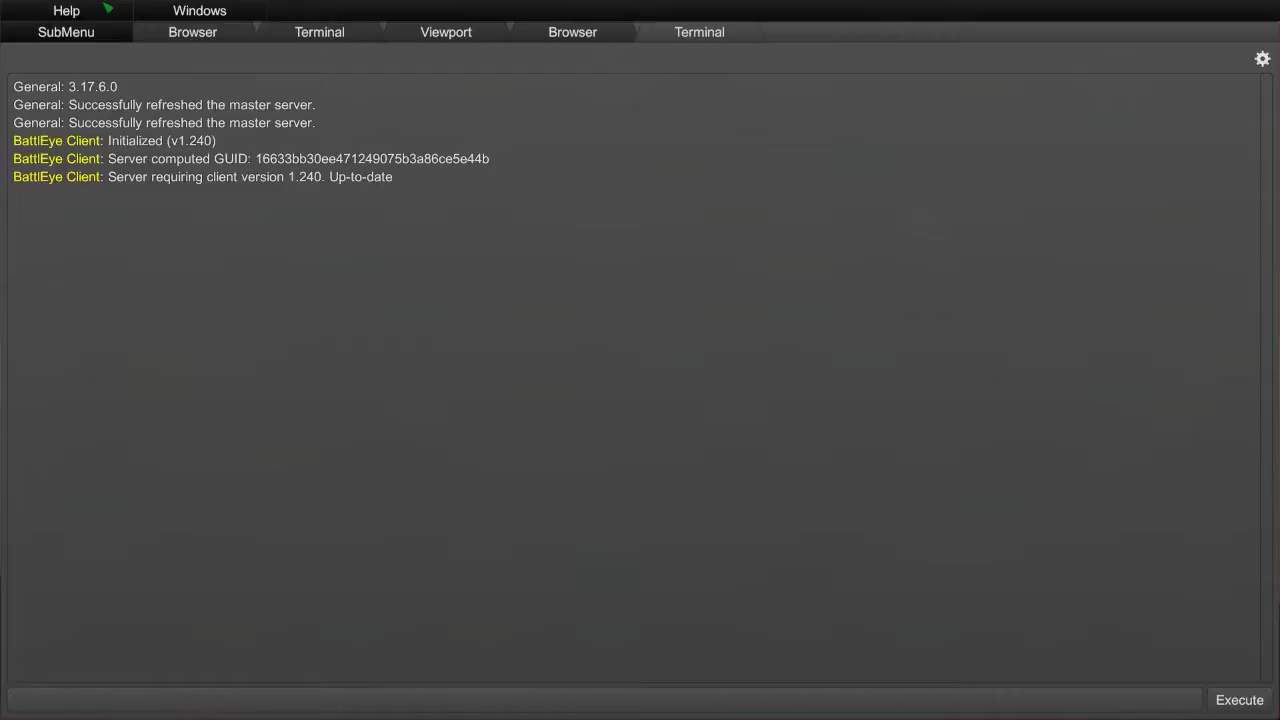 Help Windows
SubMenu Browser Terminal Viewport Browser Terminal
General: 3.17.6.0
General: Successfully refreshed the master server.
General: Successfully refreshed the master server.
BattlEye Client: Initialized (v1.240)
BattlEye Client: Server computed GUID: 16633bb30ee471249075b3a86ce5e44b
BattlEye Client: Server requiring client version 1.240. Up-to-date
Execute